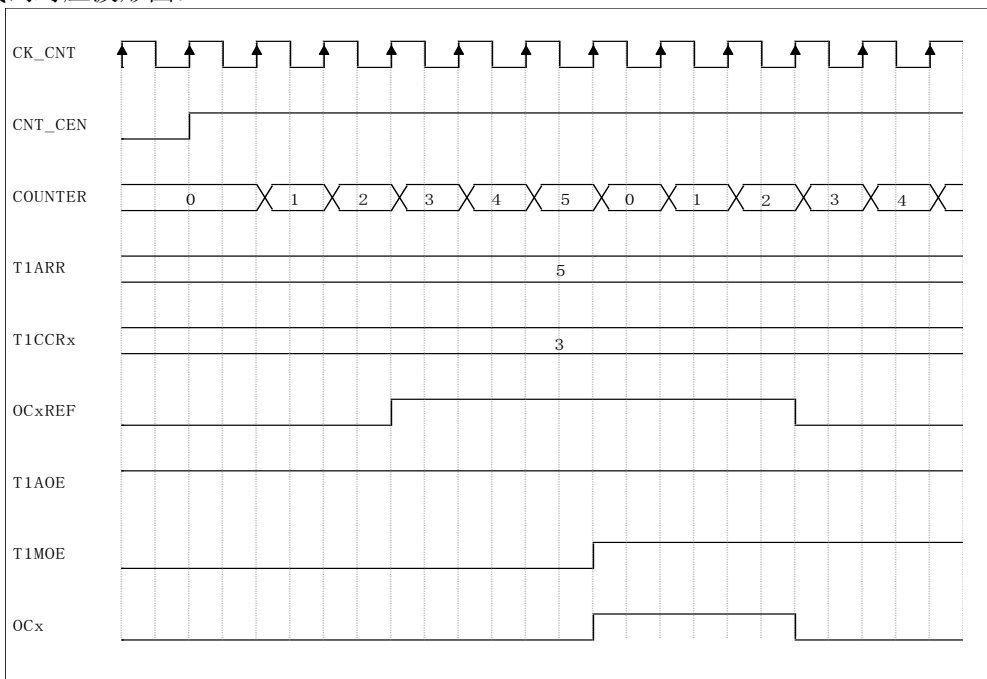 CK_CNT
CNT_CEN
COUNTER 0 1 2 3 4 5 0 1 2 3 4
T1ARR 5
T1CCRx 3
OCxREF
T1AOE
T1MOE
OCx